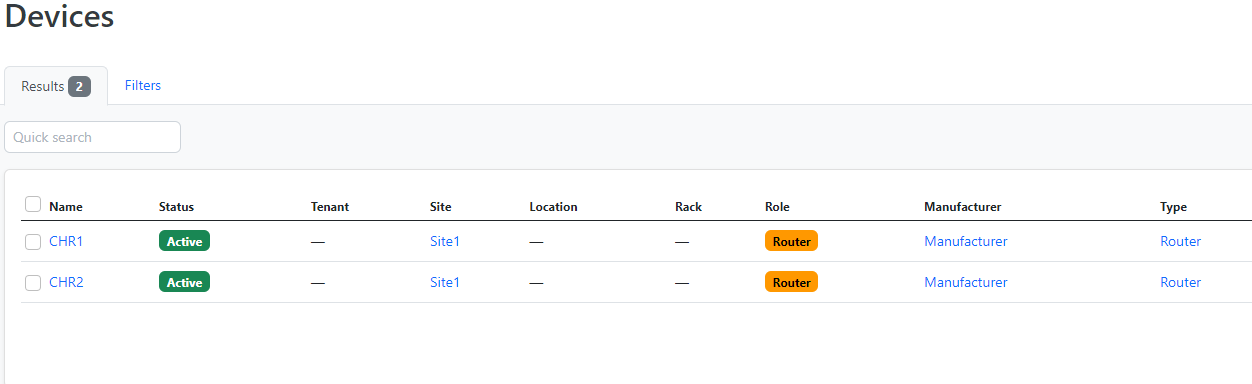 Devices
Results 2 Filters
Quick search
Name Status Tenant Site Location Rack Role Manufacturer Type
CHR1 Active — Site1 — — Router Manufacturer Router
CHR2 Active — Site1 — — Router Manufacturer Router